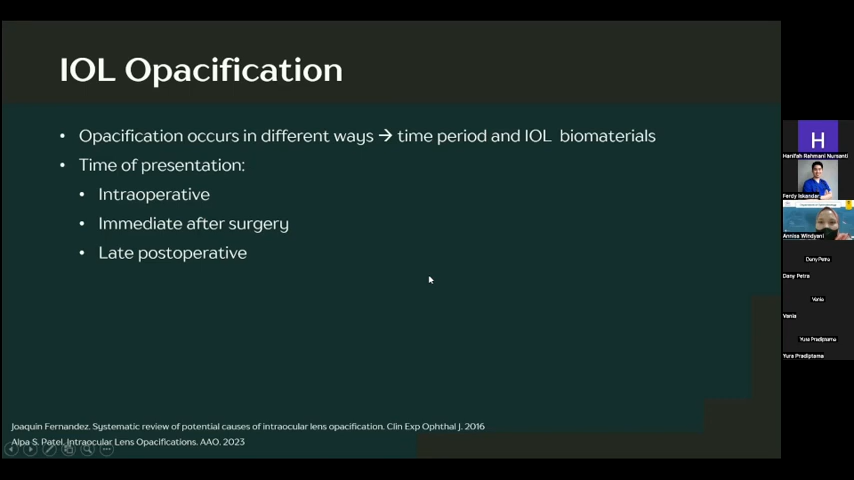 IOL Opacification
• Opacification occurs in different ways → time period and IOL biomaterials
• Time of presentation:
• Intraoperative
• Immediate after surgery
• Late postoperative
Joaquin Fernandez. Systematic review of potential causes of intraocular lens opacification. Clin Exp Ophthal J. 2016
Alpa S. Patel. Intraocular Lens Opacifications. AAO. 2023
H
Hanifah Rahmani Nursanti
Ferdy Iskandar
Annisa Windyani
Dany Petra
Dany Petra
Vania
Vania
Yura Pradiptama
Yura Pradiptama